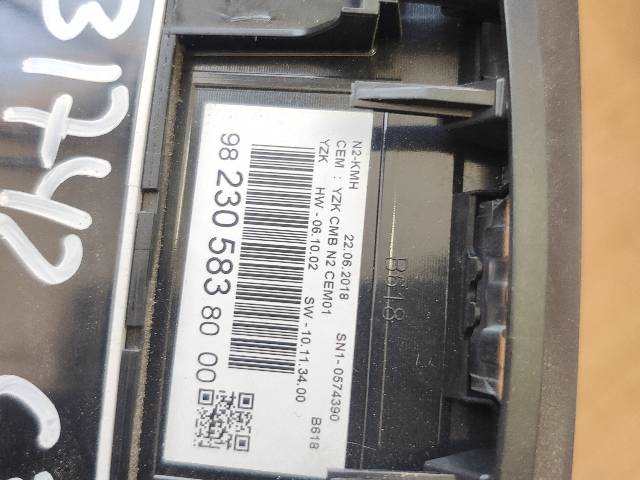 31742
N2-KMH 22.06.2018 SN1-0574390
CEM : YZK CMB N2 CEM01
YZK HW-06.10.02 SW-10.11.34.00 B618
98 230 583 80 00
B618